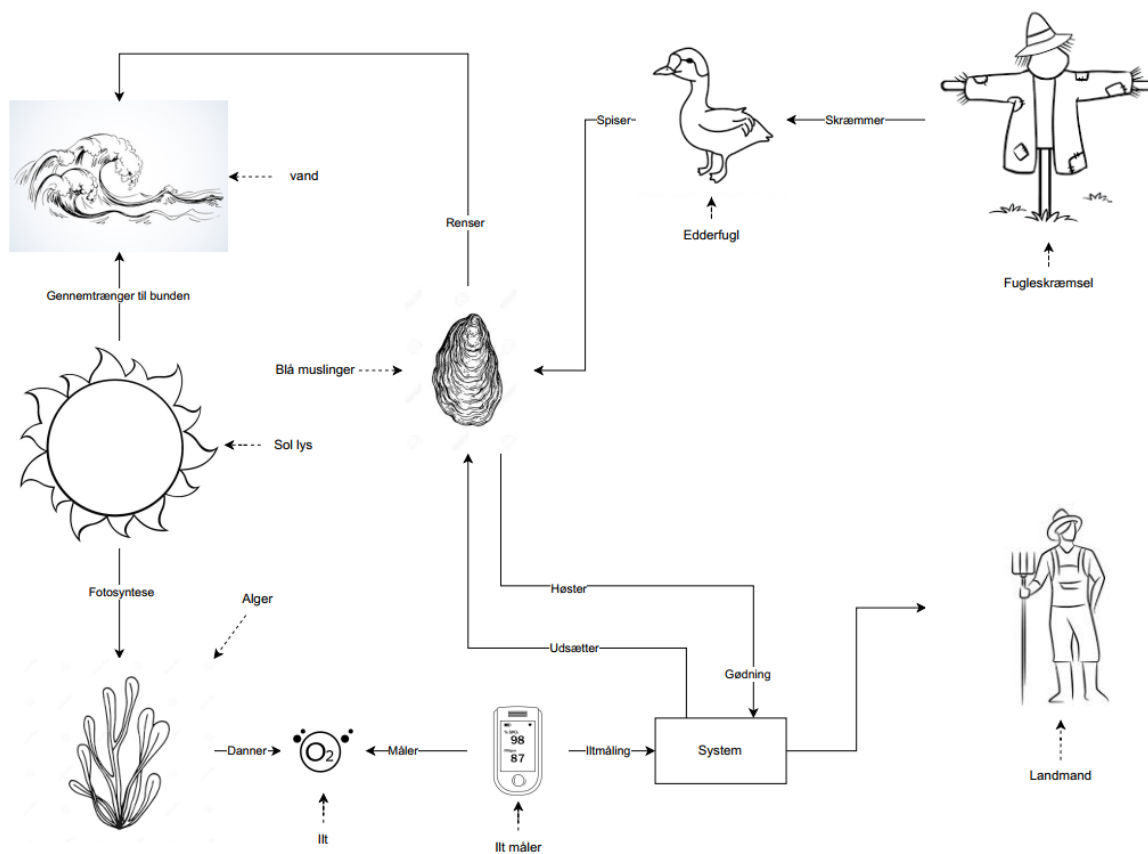 Spiser
Skræmmer
vand
Renser
Edderfugl
Fugleskræmsel
Gennemtrænger til bunden
Blå muslinger
Sol lys
Fotosyntese
Alger
Høster
Udsætter
Gødning
Danner
O2
Måler
98
87
Iltmåling
System
Landmand
Ilt
Ilt måler